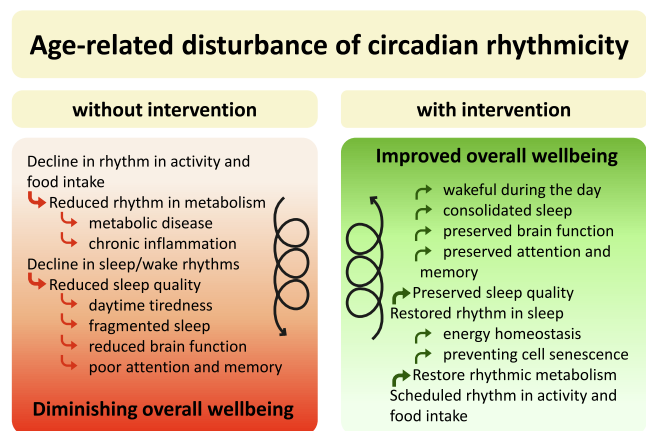 Age-related disturbance of circadian rhythmicity
without intervention
Decline in rhythm in activity and
food intake
Reduced rhythm in metabolism
metabolic disease
chronic inflammation
Decline in sleep/wake rhythms
Reduced sleep quality
daytime tiredness
fragmented sleep
reduced brain function
poor attention and memory
Diminishing overall wellbeing
with intervention
Improved overall wellbeing
wakeful during the day
consolidated sleep
preserved brain function
preserved attention and
memory
Preserved sleep quality
Restored rhythm in sleep
energy homeostasis
preventing cell senescence
Restore rhythmic metabolism
Scheduled rhythm in activity and
food intake